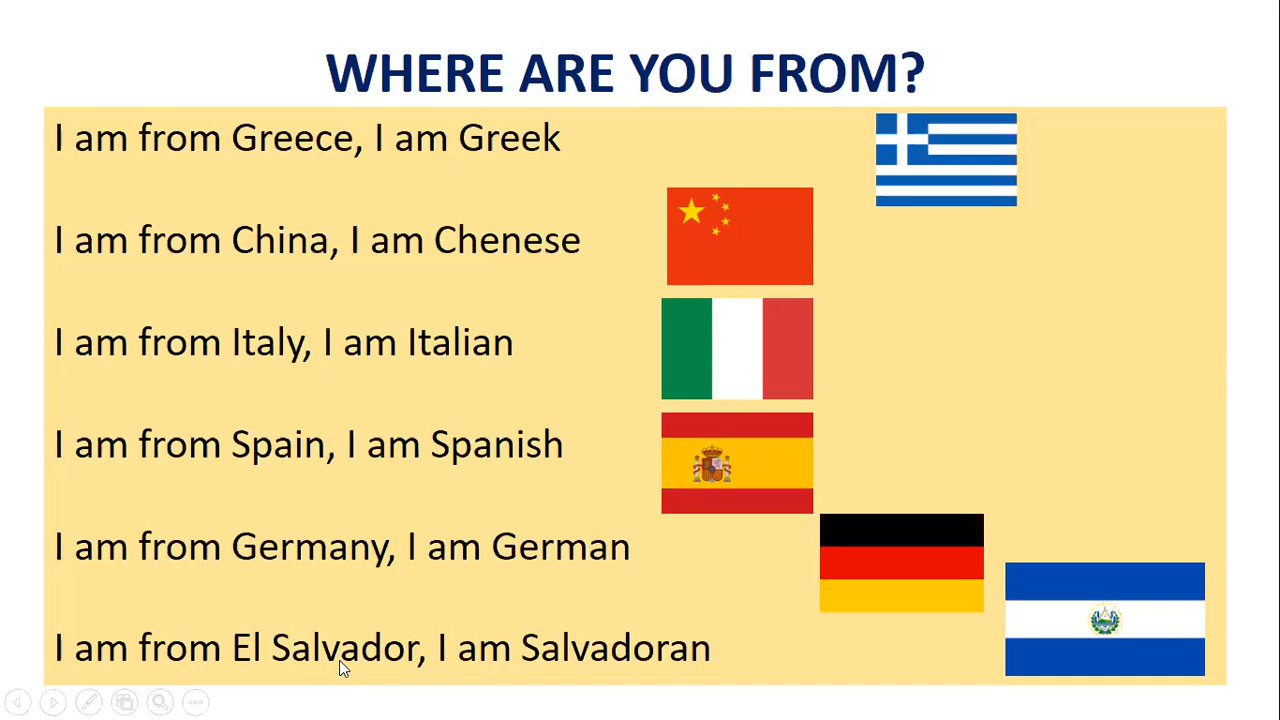 WHERE ARE YOU FROM?
I am from Greece, I am Greek
I am from China, I am Chenese
I am from Italy, I am Italian
I am from Spain, I am Spanish
I am from Germany, I am German
I am from El Salvador, I am Salvadoran